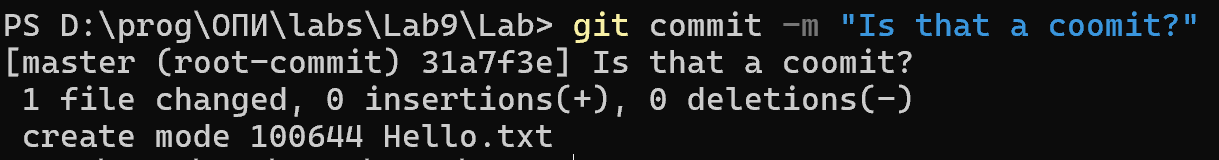 PS D:\prog\ОПИ\labs\Lab9\Lab> git commit -m "Is that a coomit?"
[master (root-commit) 31a7f3e] Is that a coomit?
 1 file changed, 0 insertions(+), 0 deletions(-)
 create mode 100644 Hello.txt